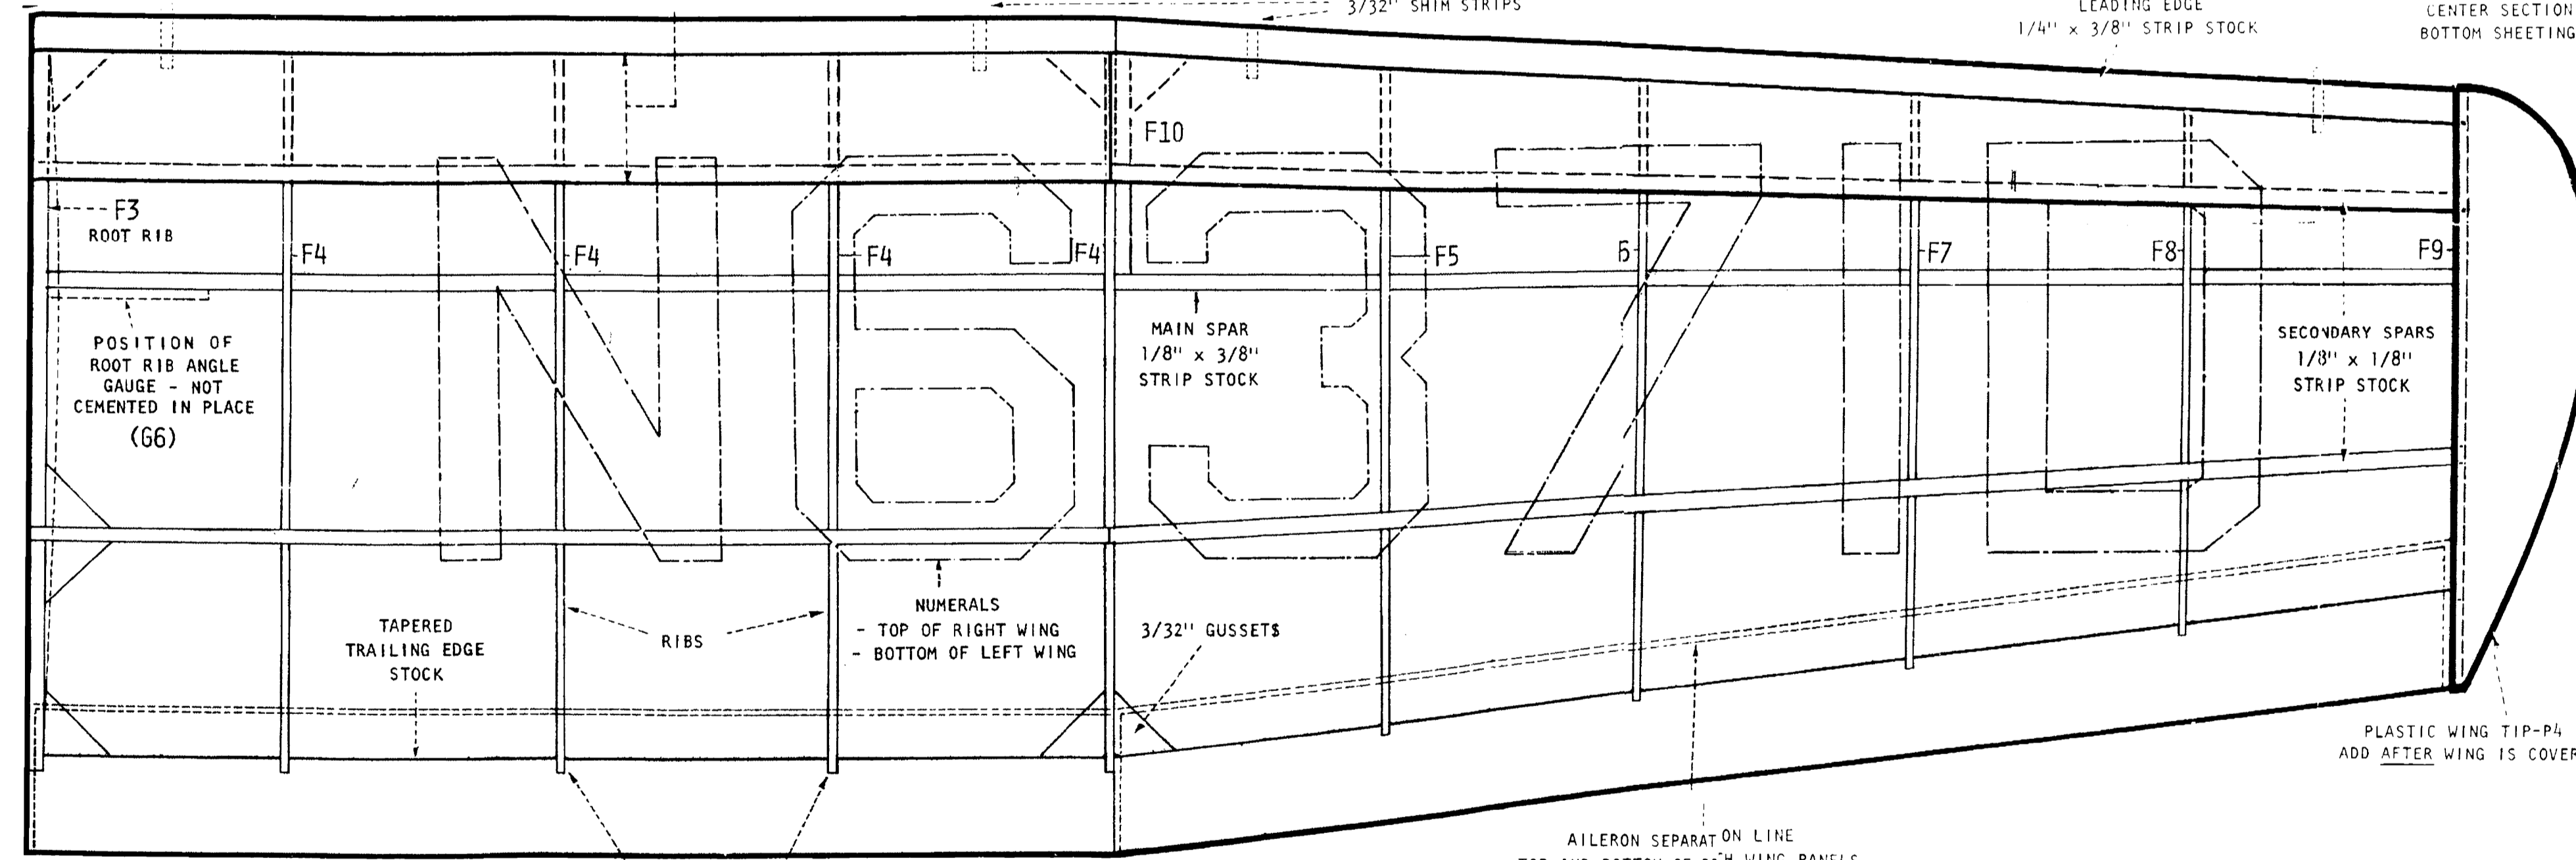 3/32" SHIM STRIPS
LEADING EDGE
1/4" x 3/8" STRIP STOCK
CENTER SECTION
BOTTOM SHEETING
F10
F3
ROOT RIB
F4
F4
F4
F4
F5
6
F7
F8
F9
N6371D
POSITION OF
ROOT RIB ANGLE
GAUGE - NOT
CEMENTED IN PLACE
(G6)
MAIN SPAR
1/8" x 3/8"
STRIP STOCK
SECONDARY SPARS
1/8" x 1/8"
STRIP STOCK
TAPERED
TRAILING EDGE
STOCK
RIBS
NUMERALS
- TOP OF RIGHT WING
- BOTTOM OF LEFT WING
3/32" GUSSETS
PLASTIC WING TIP-P4
ADD AFTER WING IS COVER
AILERON SEPARAT ON LINE
WING PANELS